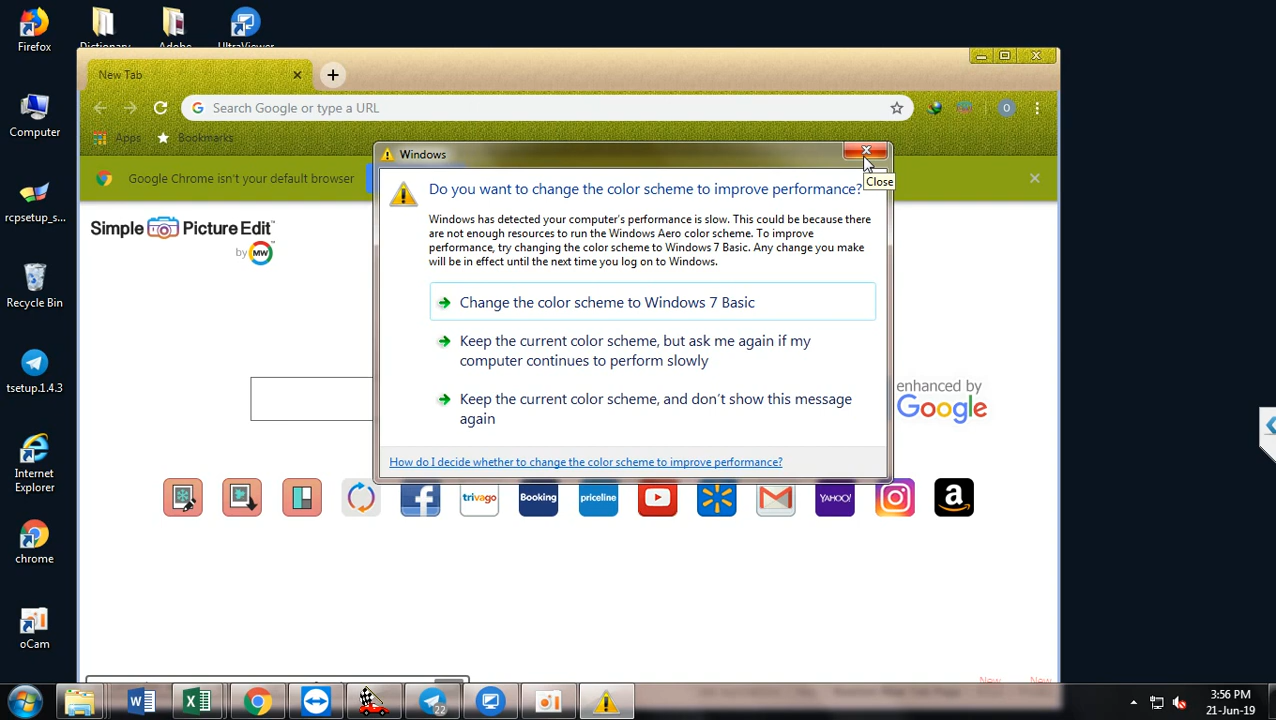 Firefox
Dictionary
Adobe
UltraViewer
New Tab
Search Google or type a URL
O
Computer
Apps
Bookmarks
Windows
Google Chrome isn't your default browser
Close
Do you want to change the color scheme to improve performance?
Windows has detected your computer's performance is slow. This could be because there
are not enough resources to run the Windows Aero color scheme. To improve
performance, try changing the color scheme to Windows 7 Basic. Any change you make
will be in effect until the next time you log on to Windows.
rcpsetup_s...
Simple Picture Edit™
by MW
Recycle Bin
Change the color scheme to Windows 7 Basic
Keep the current color scheme, but ask me again if my
computer continues to perform slowly
tsetup.1.4.3
enhanced by
Google
Keep the current color scheme, and don't show this message
again
How do I decide whether to change the color scheme to improve performance?
Internet
Explorer
trivago
Booking
priceline
YAHOO!
chrome
oCam
New
New
22
3:56 PM
21-Jun-19